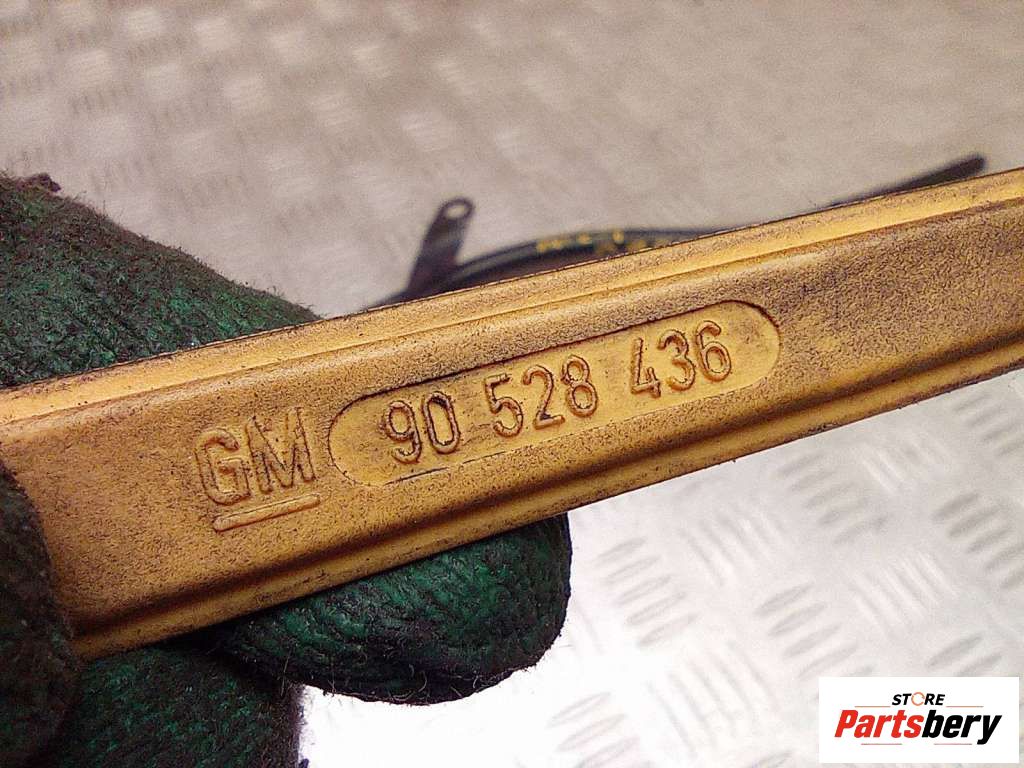 GM 90 528 436
STORE
Partsbery